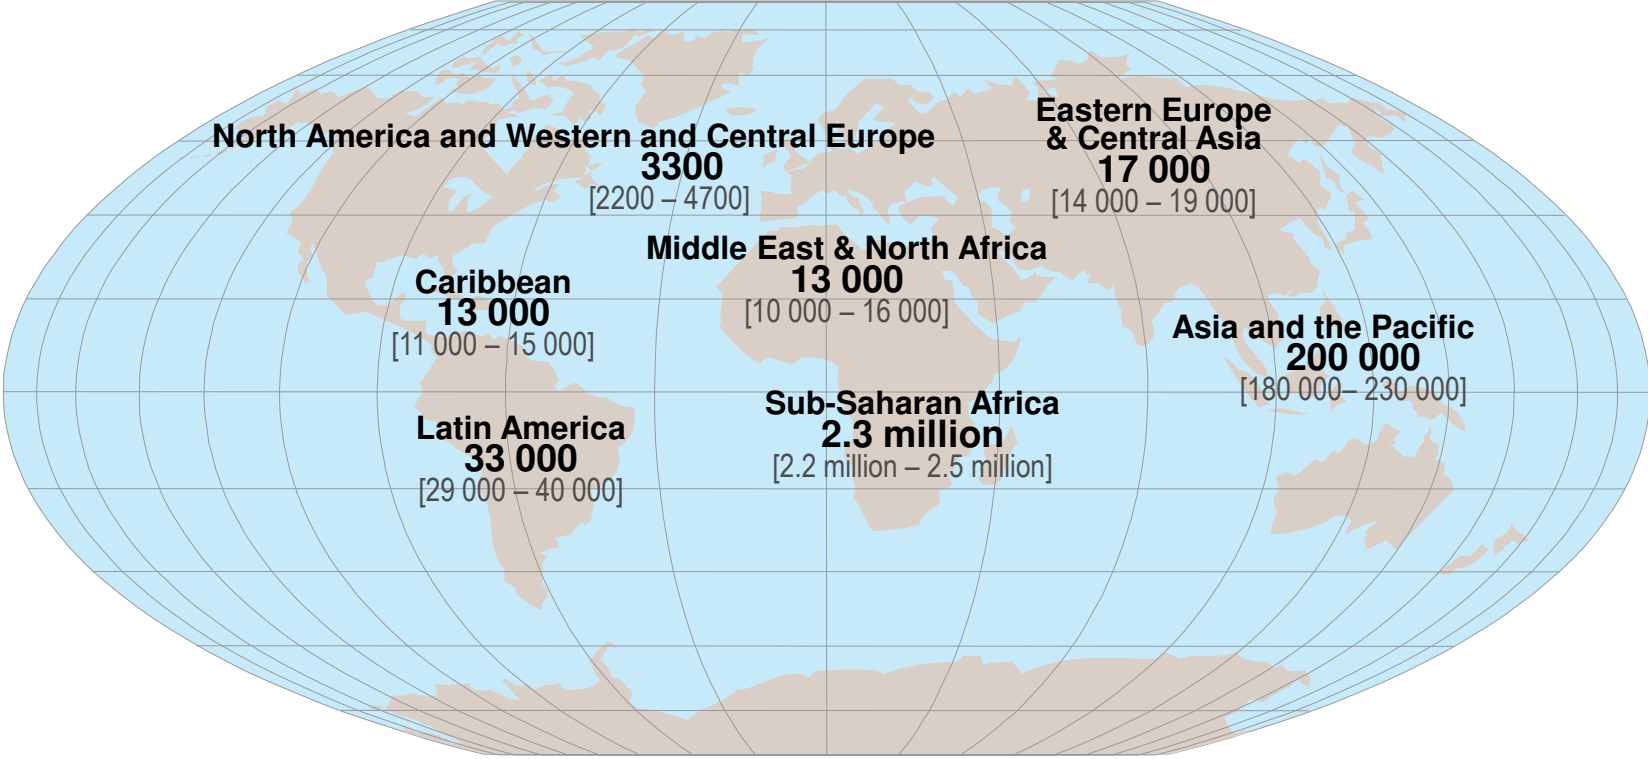 North America and Western and Central Europe
3300
[2200 – 4700]
Eastern Europe
& Central Asia
17 000
[14 000 – 19 000]
Middle East & North Africa
13 000
[10 000 – 16 000]
Caribbean
13 000
[11 000 – 15 000]
Asia and the Pacific
200 000
[180 000– 230 000]
Sub-Saharan Africa
2.3 million
[2.2 million – 2.5 million]
Latin America
33 000
[29 000 – 40 000]